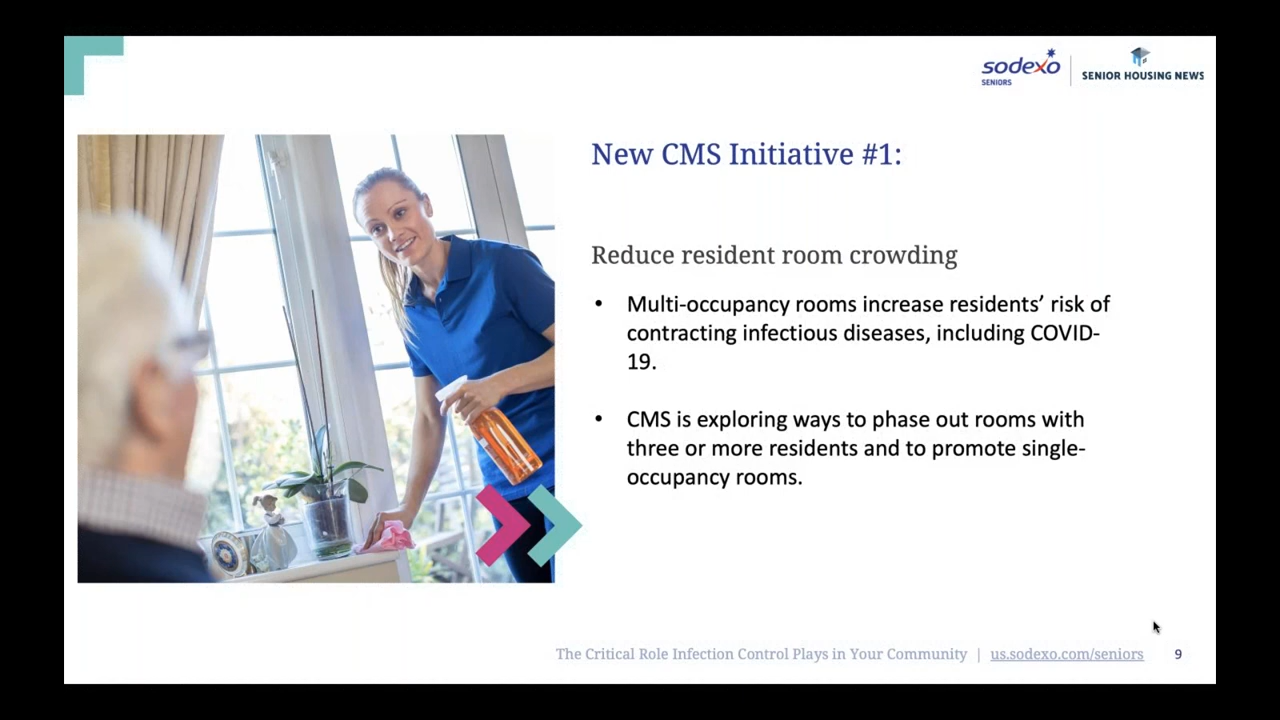 sodexo
SENIORS
SENIOR HOUSING NEWS
New CMS Initiative #1:
Reduce resident room crowding
• Multi-occupancy rooms increase residents’ risk of
contracting infectious diseases, including COVID-
19.
• CMS is exploring ways to phase out rooms with
three or more residents and to promote single-
occupancy rooms.
The Critical Role Infection Control Plays in Your Community | us.sodexo.com/seniors 9